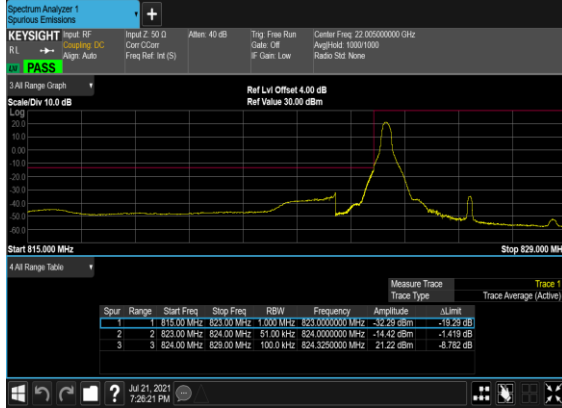 Spectrum Analyzer 1
Spurious Emissions
+
KEYSIGHT Input: RF Input Z: 50 Ω Atten: 40 dB Trig: Free Run Center Freq: 22.005000000 GHz
RL Coupling: DC Corr CCorr Gate: Off Avg|Hold: 1000/1000
Align: Auto Freq Ref: Int (S) IF Gain: Low Radio Std: None
PASS
3 All Range Graph
Ref Lvl Offset 4.00 dB
Scale/Div 10.0 dB Ref Value 30.00 dBm
Log
20.0
10.0
0.00
-10.0
-20.0
-30.0
-40.0
-50.0
-60.0
Start 815.000 MHz Stop 829.000 MH
4 All Range Table
Measure Trace Trace 1
Trace Type Trace Average (Active)
Spur Range Start Freq Stop Freq RBW Frequency Amplitude ΔLimit
1 1 815.00 MHz 823.00 MHz 1.000 MHz 823.0000000 MHz -32.29 dBm -19.29 dB
2 2 823.00 MHz 824.00 MHz 51.00 kHz 824.0000000 MHz -14.42 dBm -1.419 dB
3 3 824.00 MHz 829.00 MHz 100.0 kHz 824.3250000 MHz 21.22 dBm -8.782 dB
? Jul 21, 2021
7:26:21 PM